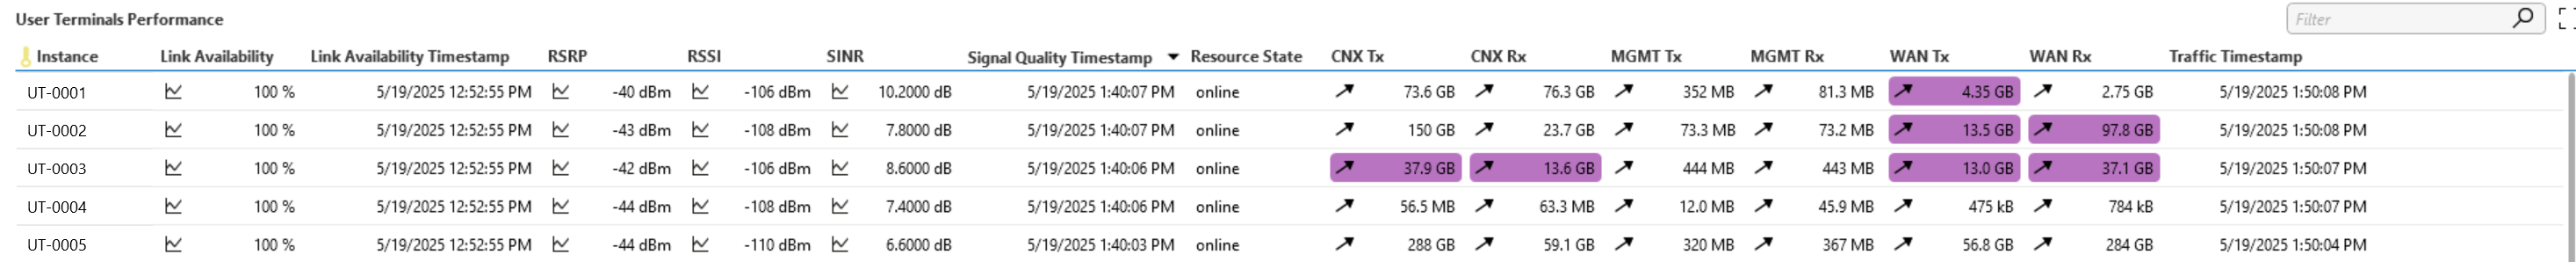 User Terminals Performance
Filter
Instance Link Availability Link Availability Timestamp RSRP RSSI SINR Signal Quality Timestamp Resource State CNX Tx CNX Rx MGMT Tx MGMT Rx WAN Tx WAN Rx Traffic Timestamp
UT-0001 100 % 5/19/2025 12:52:55 PM -40 dBm -106 dBm 10.2000 dB 5/19/2025 1:40:07 PM online 73.6 GB 76.3 GB 352 MB 81.3 MB 4.35 GB 2.75 GB 5/19/2025 1:50:08 PM
UT-0002 100 % 5/19/2025 12:52:55 PM -43 dBm -108 dBm 7.8000 dB 5/19/2025 1:40:07 PM online 150 GB 23.7 GB 73.3 MB 73.2 MB 13.5 GB 97.8 GB 5/19/2025 1:50:08 PM
UT-0003 100 % 5/19/2025 12:52:55 PM -42 dBm -106 dBm 8.6000 dB 5/19/2025 1:40:06 PM online 37.9 GB 13.6 GB 444 MB 443 MB 13.0 GB 37.1 GB 5/19/2025 1:50:07 PM
UT-0004 100 % 5/19/2025 12:52:55 PM -44 dBm -108 dBm 7.4000 dB 5/19/2025 1:40:06 PM online 56.5 MB 63.3 MB 12.0 MB 45.9 MB 475 kB 784 kB 5/19/2025 1:50:07 PM
UT-0005 100 % 5/19/2025 12:52:55 PM -44 dBm -110 dBm 6.6000 dB 5/19/2025 1:40:03 PM online 288 GB 59.1 GB 320 MB 367 MB 56.8 GB 284 GB 5/19/2025 1:50:04 PM